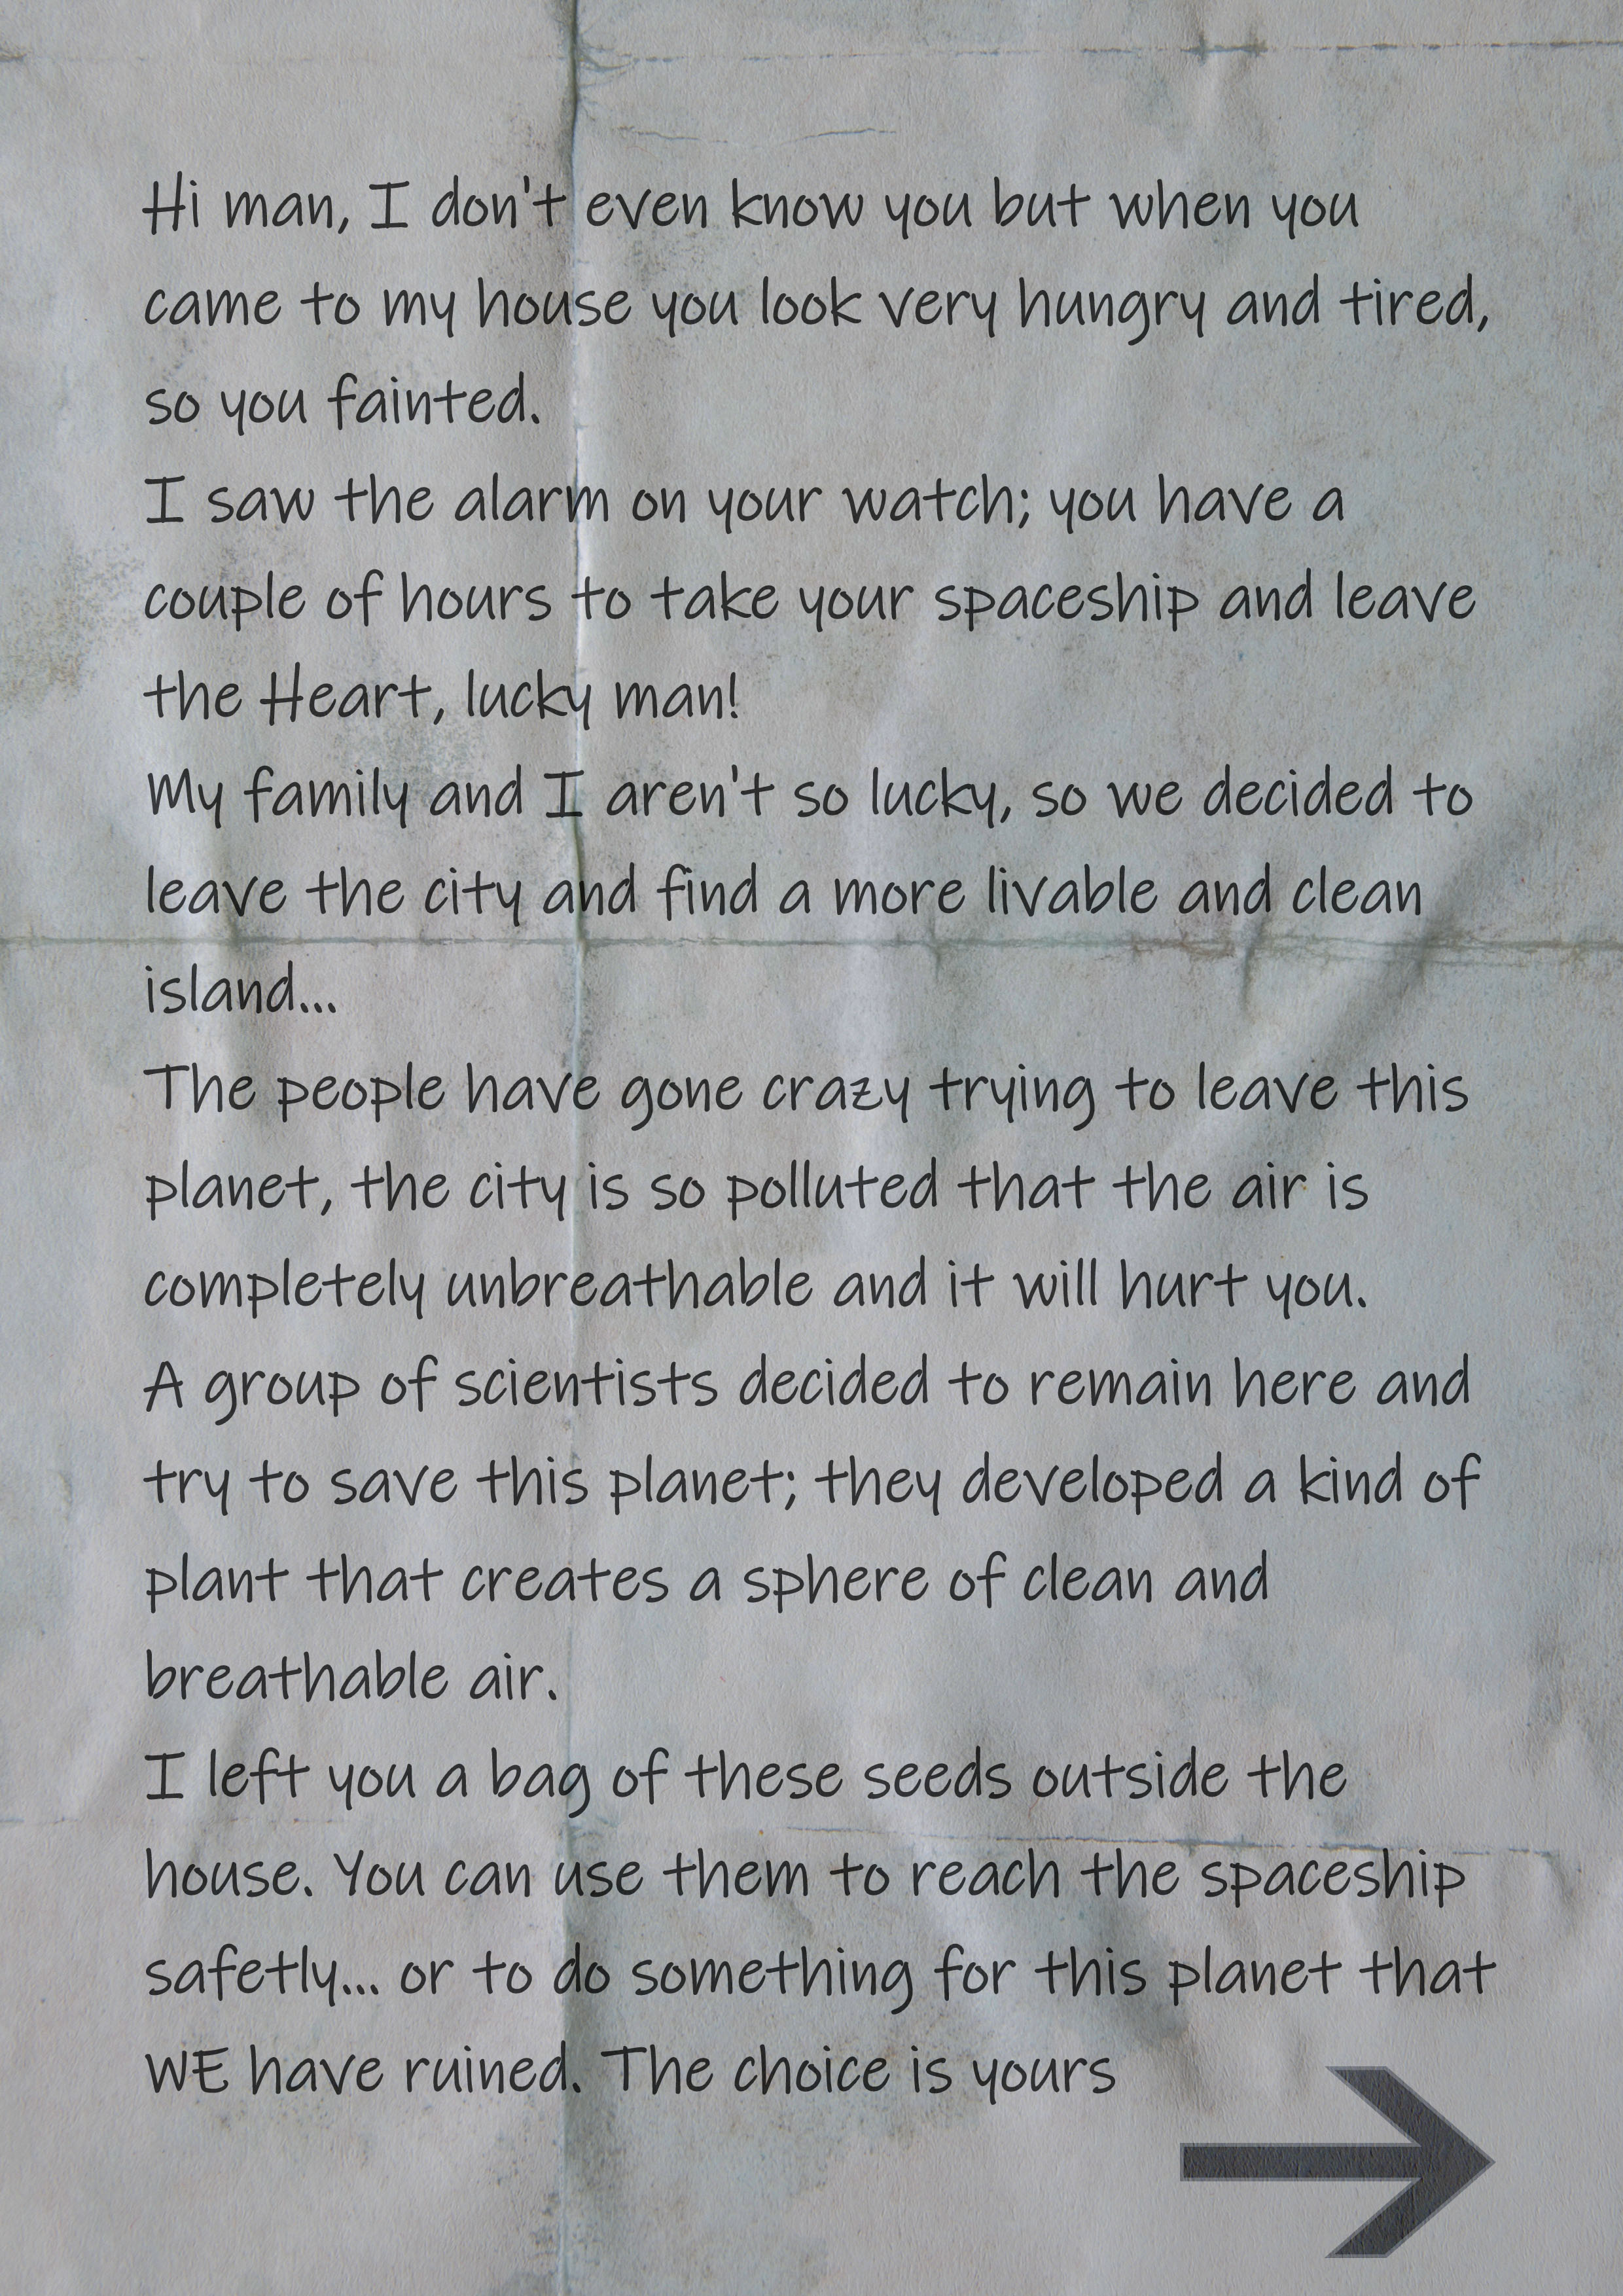 Hi man, I don't even know you but when you
came to my house you look very hungry and tired,
so you fainted.
I saw the alarm on your watch; you have a
couple of hours to take your spaceship and leave
the Heart, lucky man!
My family and I aren't so lucky, so we decided to
leave the city and find a more livable and clean
island...
The people have gone crazy trying to leave this
planet, the city is so polluted that the air is
completely unbreathable and it will hurt you.
A group of scientists decided to remain here and
try to save this planet; they developed a kind of
plant that creates a sphere of clean and
breathable air.
I left you a bag of these seeds outside the
house. You can use them to reach the spaceship
safetly... or to do something for this planet that
WE have ruined. The choice is yours